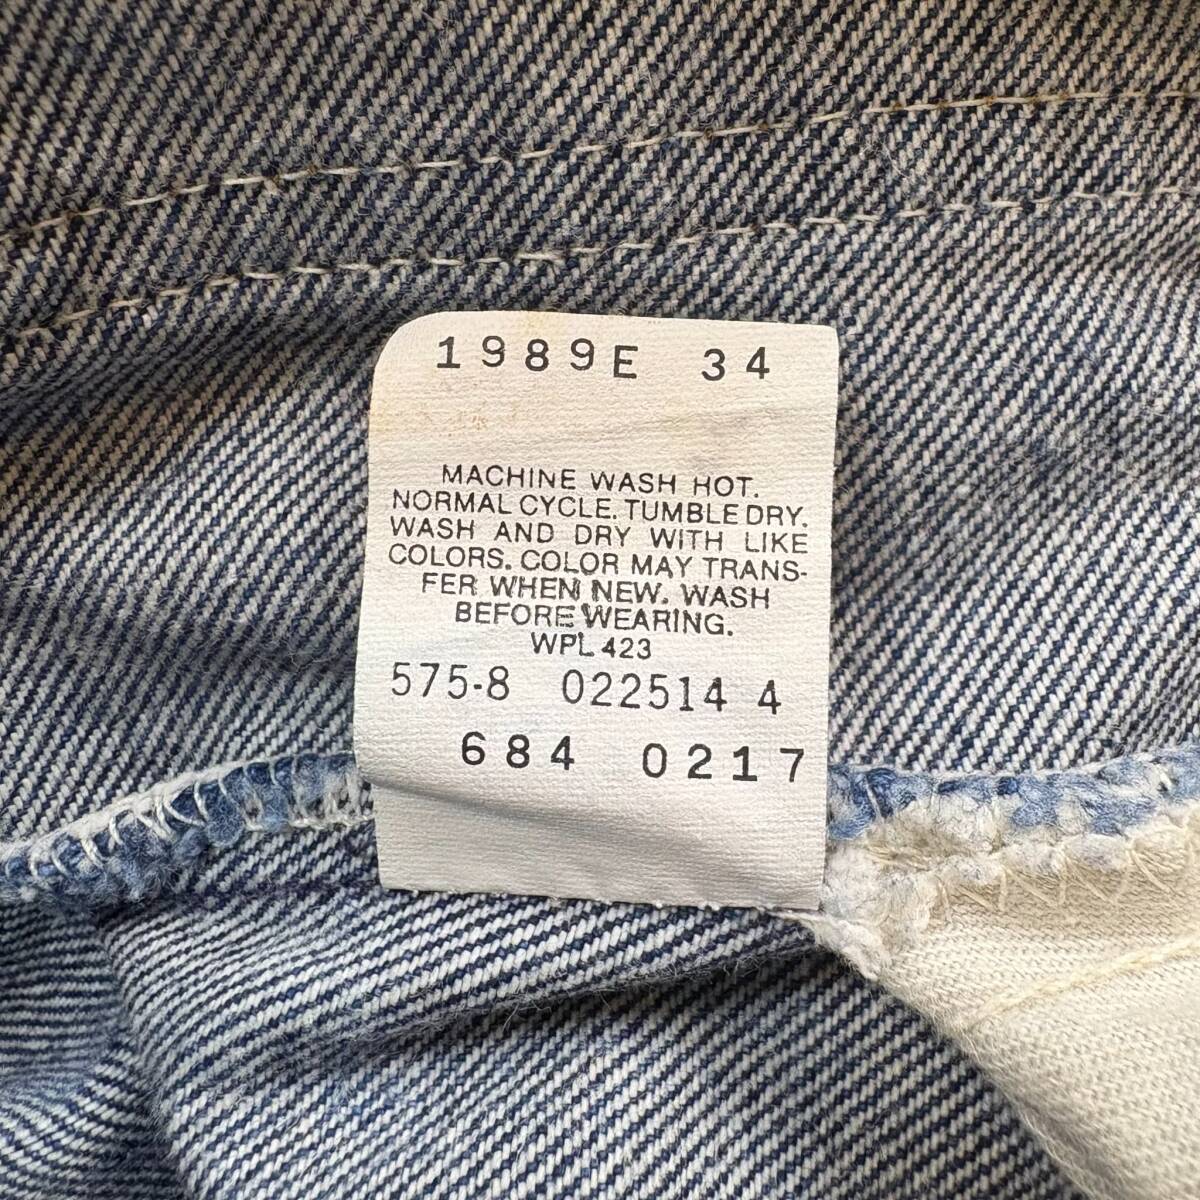 1989E 34
MACHINE WASH HOT.
NORMAL CYCLE. TUMBLE DRY.
WASH AND DRY WITH LIKE
COLORS. COLOR MAY TRANS-
FER WHEN NEW. WASH
BEFORE WEARING.
WPL 423
575-8 022514 4
684 0217